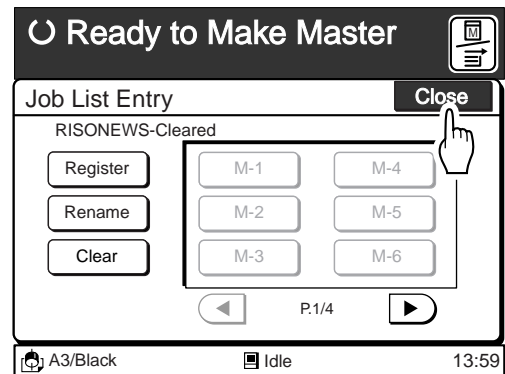 Ready to Make Master
M
Job List Entry
Close
RISONEWS-Cleared
Register
M-1
M-4
Rename
M-2
M-5
Clear
M-3
M-6
P.1/4
A3/Black
Idle
13:59